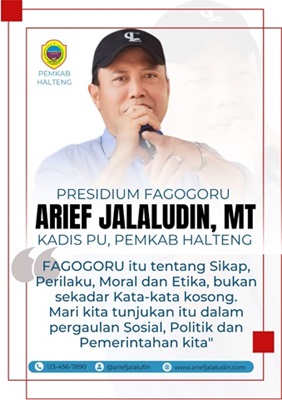 PEMKAB
HALTENG
PRESIDIUM FAGOGORU
ARIEF JALALUDIN, MT
KADIS PU, PEMKAB HALTENG
FAGOGORU itu tentang Sikap,
Perilaku, Moral dan Etika, bukan
sekadar Kata-kata kosong.
Mari kita tunjukan itu dalam
pergaulan Sosial, Politik dan
Pemerintahan kita"
123-456-7890
@ariefjalalufin
www.ariefjalaludin.com